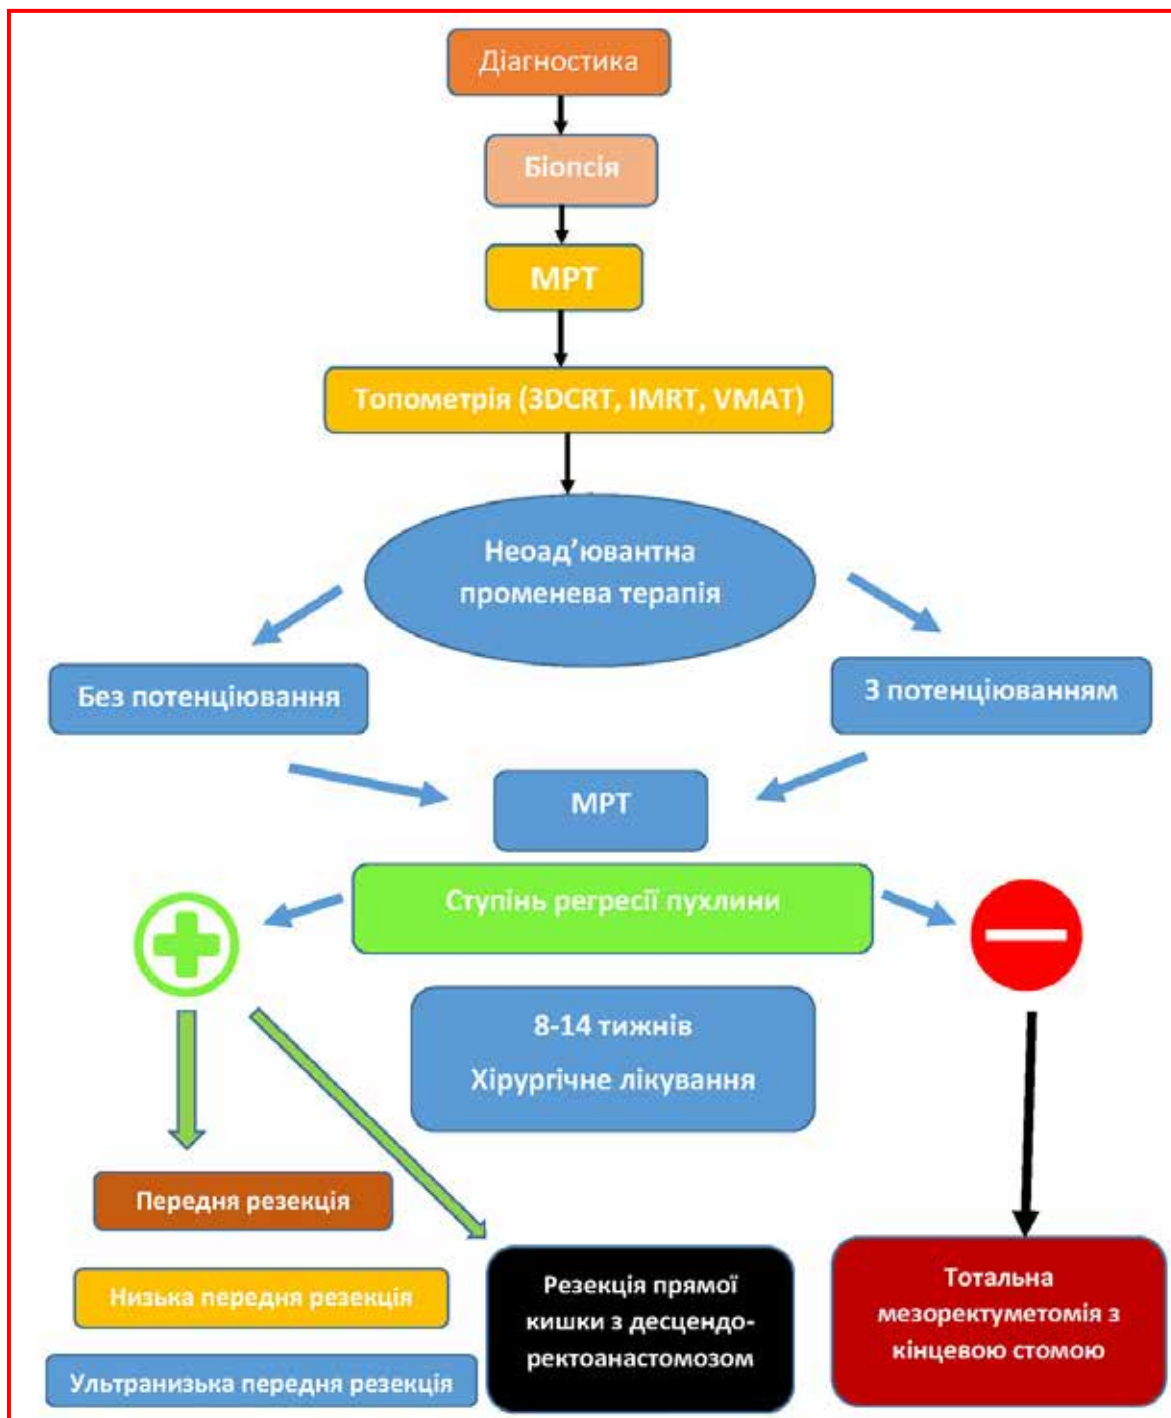 Діагностика
Біопсія
МРТ
Топометрія (3DCRT, IMRT, VMAT)
Неоад’ювантна
променева терапія
Без потенціювання
З потенціюванням
МРТ
Ступінь регресії пухлини
8-14 тижнів
Хірургічне лікування
Передня резекція
Низька передня резекція
Ультранизька передня резекція
Резекція прямої
кишки з десцендо-
ректоанастомозом
Тотальна
мезоректуметомія з
кінцевою стомою